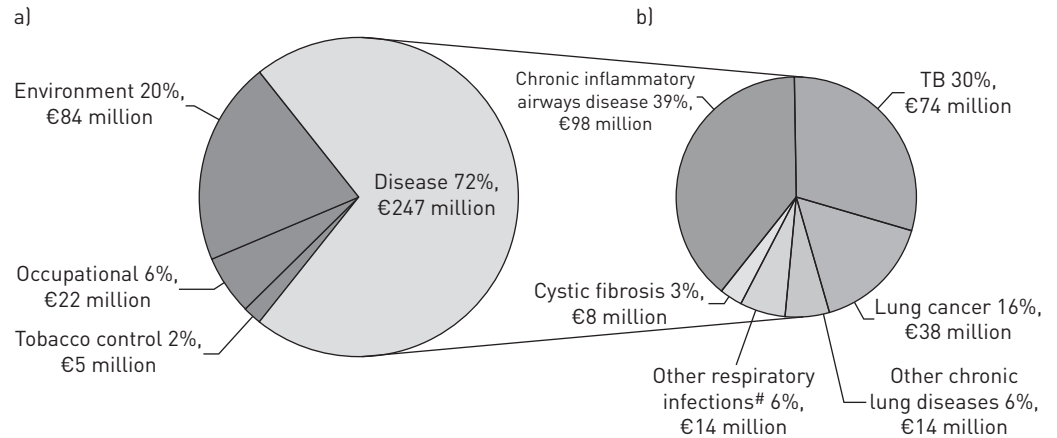 a)
Environment 20%,
€84 million
Disease 72%,
€247 million
Occupational 6%,
€22 million
Tobacco control 2%,
€5 million
b)
Chronic inflammatory
airways disease 39%,
€98 million
TB 30%,
€74 million
Cystic fibrosis 3%,
€8 million
Lung cancer 16%,
€38 million
Other respiratory
infections# 6%,
€14 million
Other chronic
lung diseases 6%,
€14 million